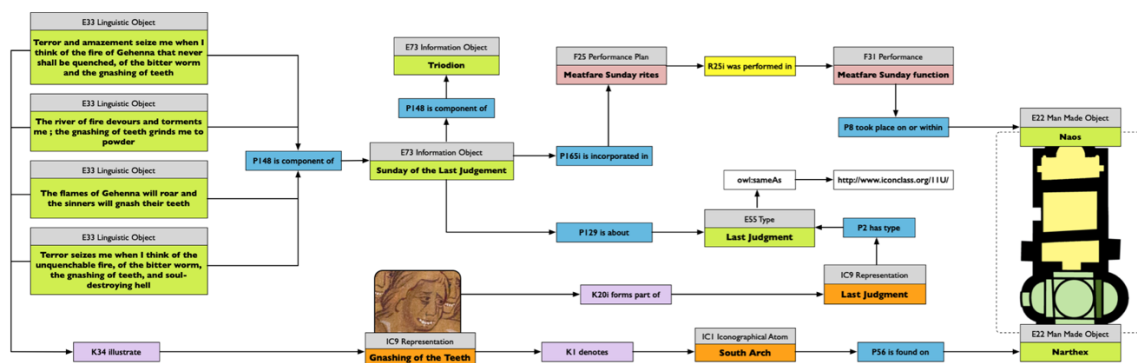 E33 Linguistic Object
Terror and amazement seize me when I
think of the fire of Gehenna that never
shall be quenched, of the bitter worm
and the gnashing of teeth
E33 Linguistic Object
The river of fire devours and torments
me ; the gnashing of teeth grinds me to
powder
E33 Linguistic Object
The flames of Gehenna will roar and
the sinners will gnash their teeth
E33 Linguistic Object
Terror seizes me when I think of the
unquenchable fire, of the bitter worm,
the gnashing of teeth, and soul-
destroying hell
P148 is component of
E73 Information Object
Triodion
P148 is component of
E73 Information Object
Sunday of the Last Judgement
F25 Performance Plan
Meatfare Sunday rites
R25i was performed in
F31 Performance
Meatfare Sunday function
P165i is incorporated in
P8 took place on or within
E22 Man Made Object
Naos
owl:sameAs
http://www.iconclass.org/11U/
P129 is about
E55 Type
Last Judgment
P2 has type
IC9 Representation
Last Judgment
K20i forms part of
K34 illustrate
IC9 Representation
Gnashing of the Teeth
K1 denotes
IC1 Iconographical Atom
South Arch
P56 is found on
E22 Man Made Object
Narthex